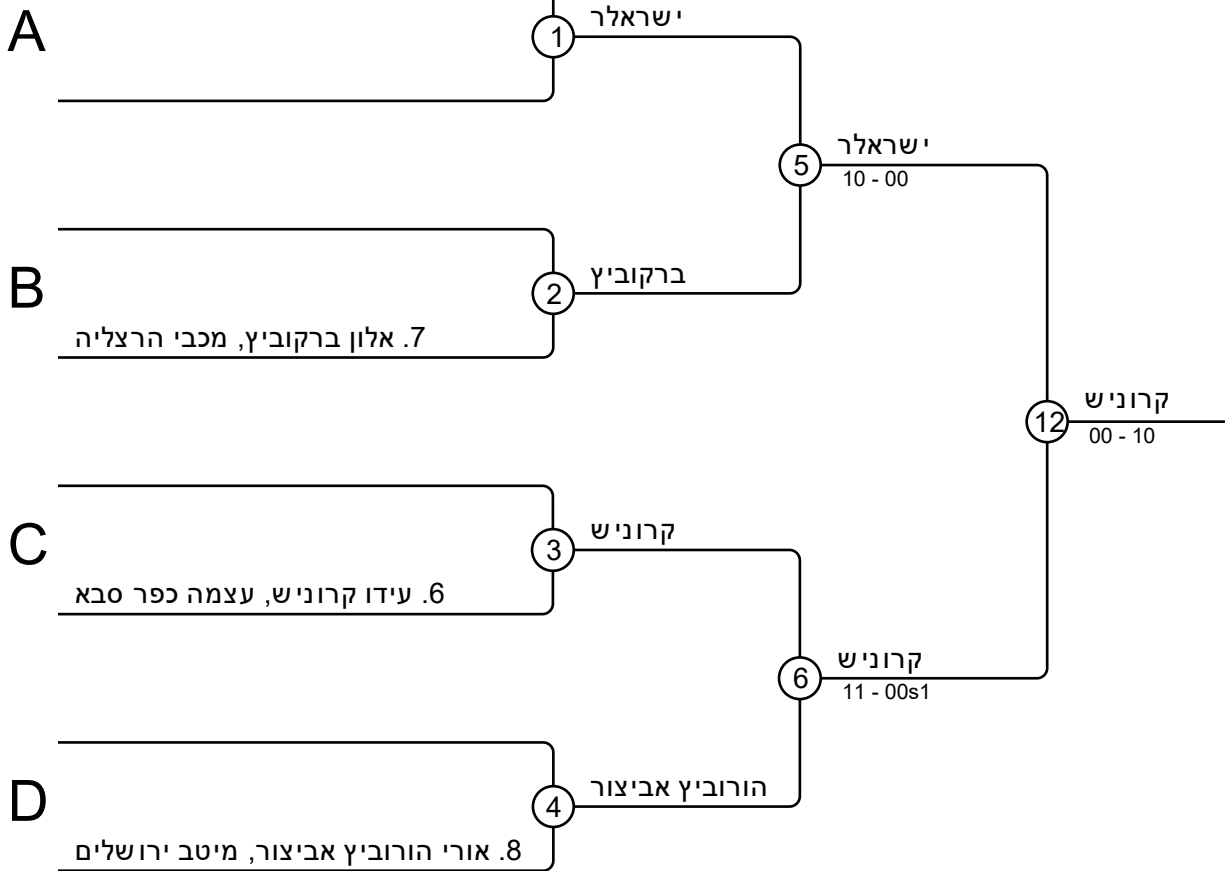 A
1
ישראלר
5
ישראלר
10 - 00
B
2
ברקוביץ
7. אלון ברקוביץ, מכבי הרצליה
12
קרוניש
00 - 10
C
3
קרוניש
6. עידו קרוניש, עצמה כפר סבא
6
קרוניש
11 - 00s1
D
4
הורוביץ אביצור
8. אורי הורוביץ אביצור, מיטב ירושלים